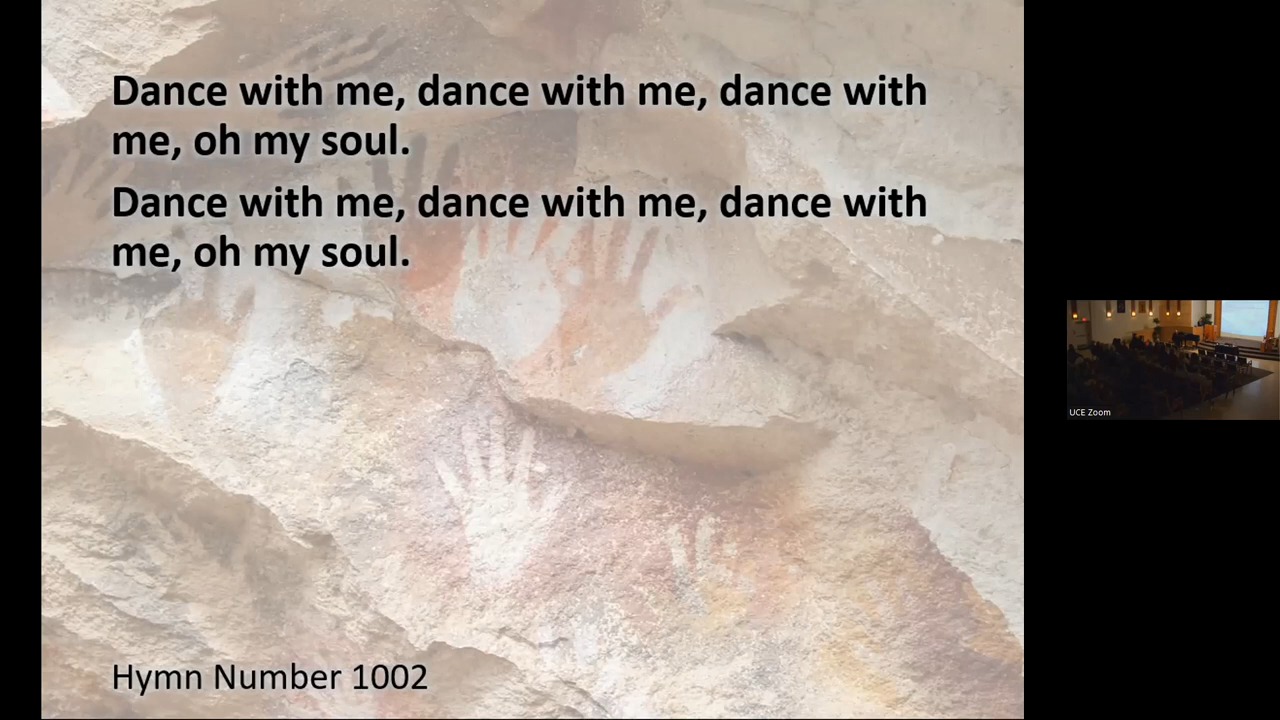 Dance with me, dance with me, dance with
me, oh my soul.
Dance with me, dance with me, dance with
me, oh my soul.
Hymn Number 1002
UCE Zoom